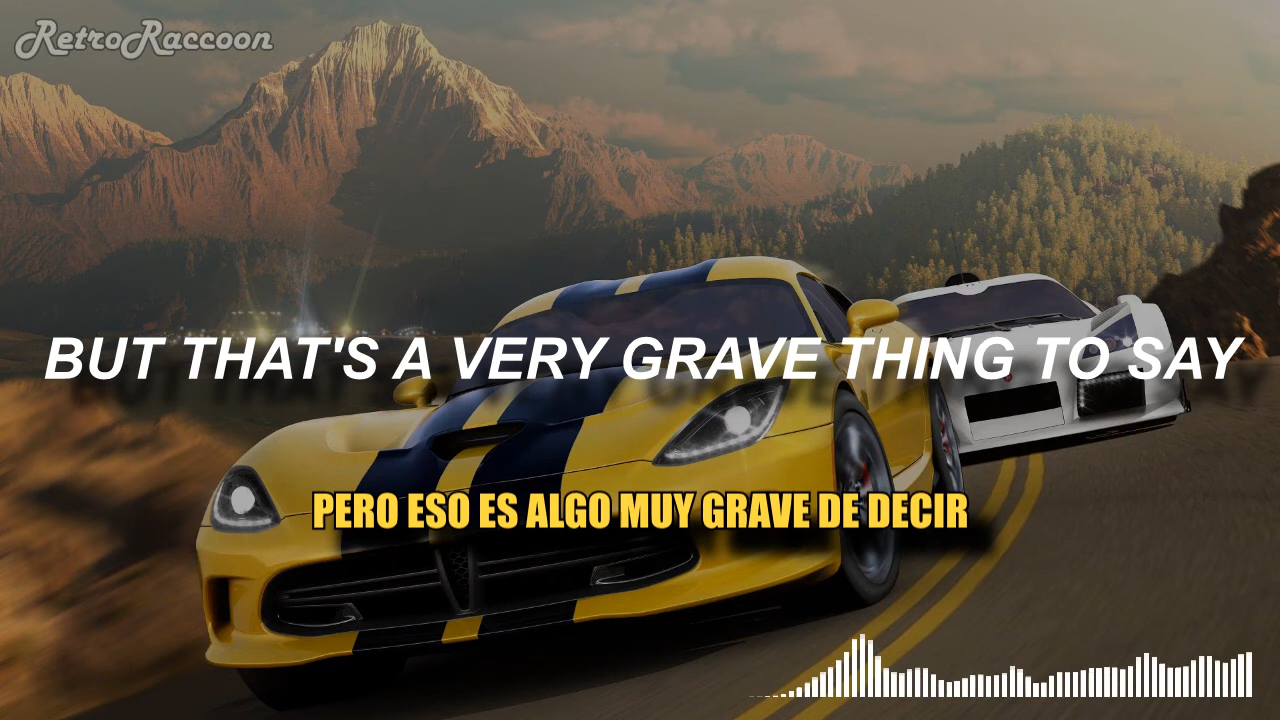 RetroRaccoon
BUT THAT'S A VERY GRAVE THING TO SAY
PERO ESO ES ALGO MUY GRAVE DE DECIR